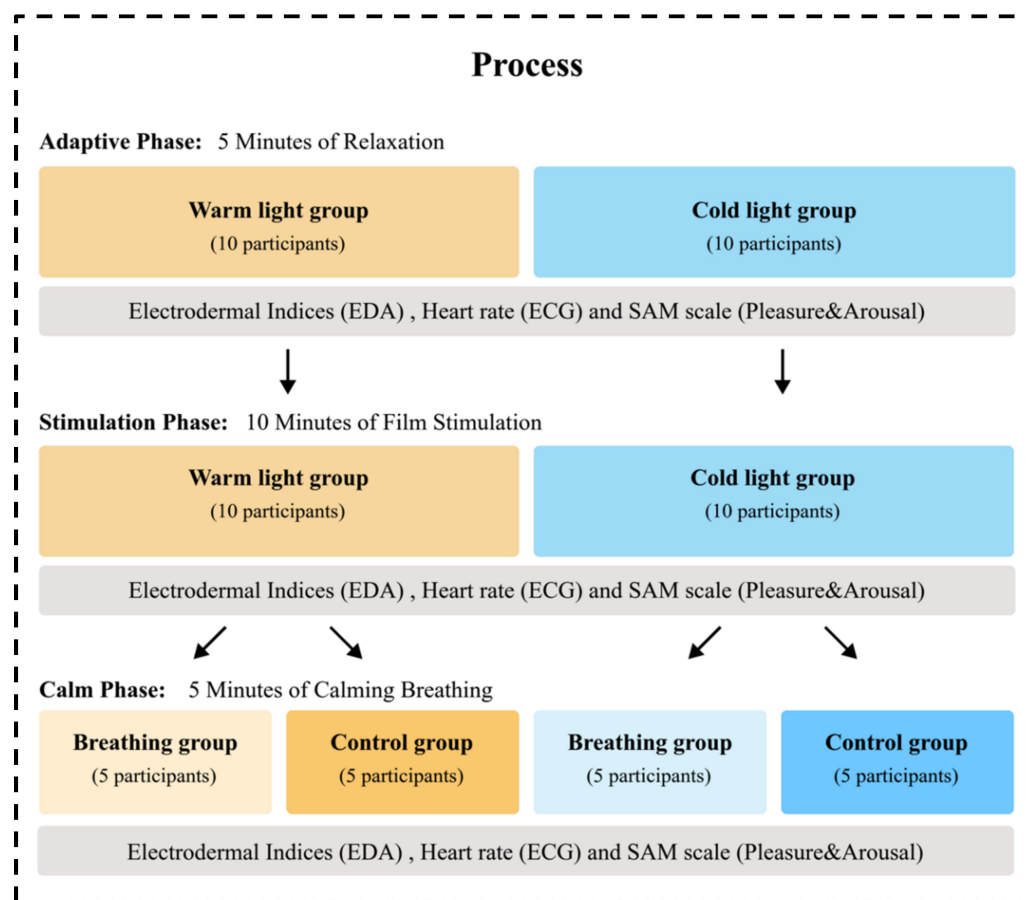 Process
Adaptive Phase: 5 Minutes of Relaxation
Warm light group
(10 participants)
Cold light group
(10 participants)
Electrodermal Indices (EDA) , Heart rate (ECG) and SAM scale (Pleasure&Arousal)
Stimulation Phase: 10 Minutes of Film Stimulation
Warm light group
(10 participants)
Cold light group
(10 participants)
Electrodermal Indices (EDA) , Heart rate (ECG) and SAM scale (Pleasure&Arousal)
Calm Phase: 5 Minutes of Calming Breathing
Breathing group
(5 participants)
Control group
(5 participants)
Breathing group
(5 participants)
Control group
(5 participants)
Electrodermal Indices (EDA) , Heart rate (ECG) and SAM scale (Pleasure&Arousal)